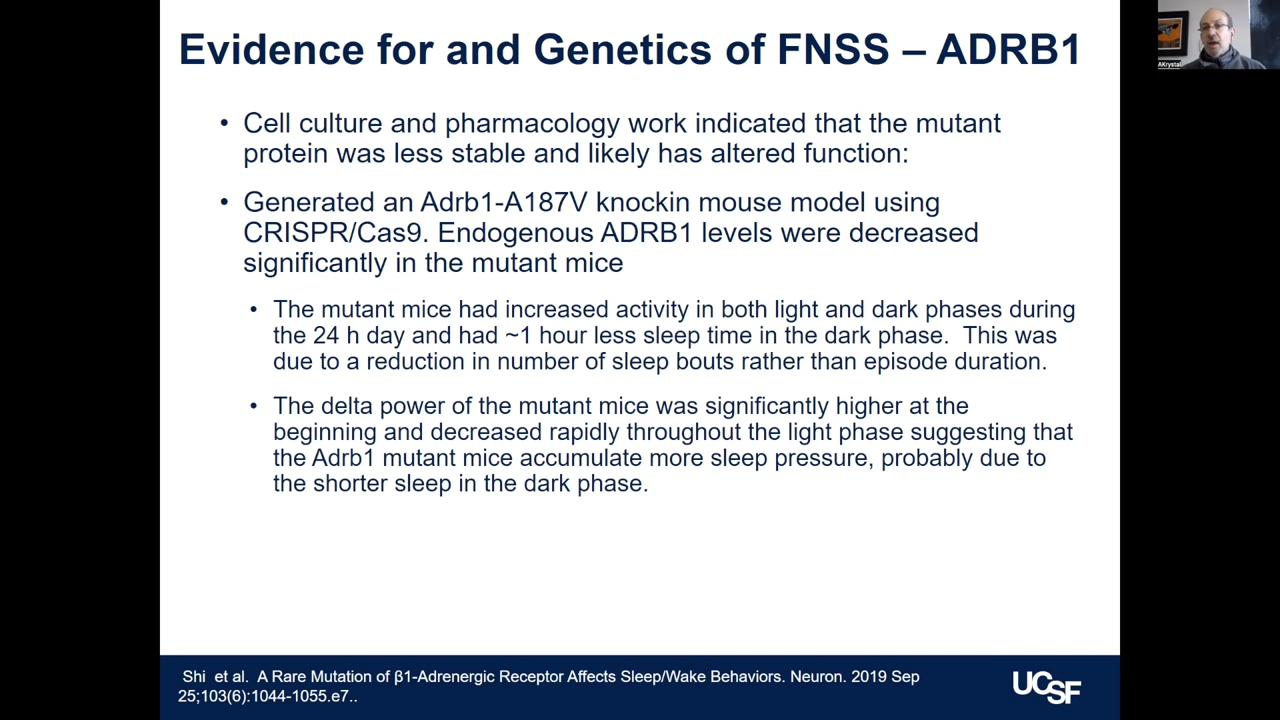 Evidence for and Genetics of FNSS – ADRB1
AKrystal
• Cell culture and pharmacology work indicated that the mutant
protein was less stable and likely has altered function:
• Generated an Adrb1-A187V knockin mouse model using
CRISPR/Cas9. Endogenous ADRB1 levels were decreased
significantly in the mutant mice
• The mutant mice had increased activity in both light and dark phases during
the 24 h day and had ~1 hour less sleep time in the dark phase. This was
due to a reduction in number of sleep bouts rather than episode duration.
• The delta power of the mutant mice was significantly higher at the
beginning and decreased rapidly throughout the light phase suggesting that
the Adrb1 mutant mice accumulate more sleep pressure, probably due to
the shorter sleep in the dark phase.
Shi et al. A Rare Mutation of β1-Adrenergic Receptor Affects Sleep/Wake Behaviors. Neuron. 2019 Sep
25;103(6):1044-1055.e7..
UCSF